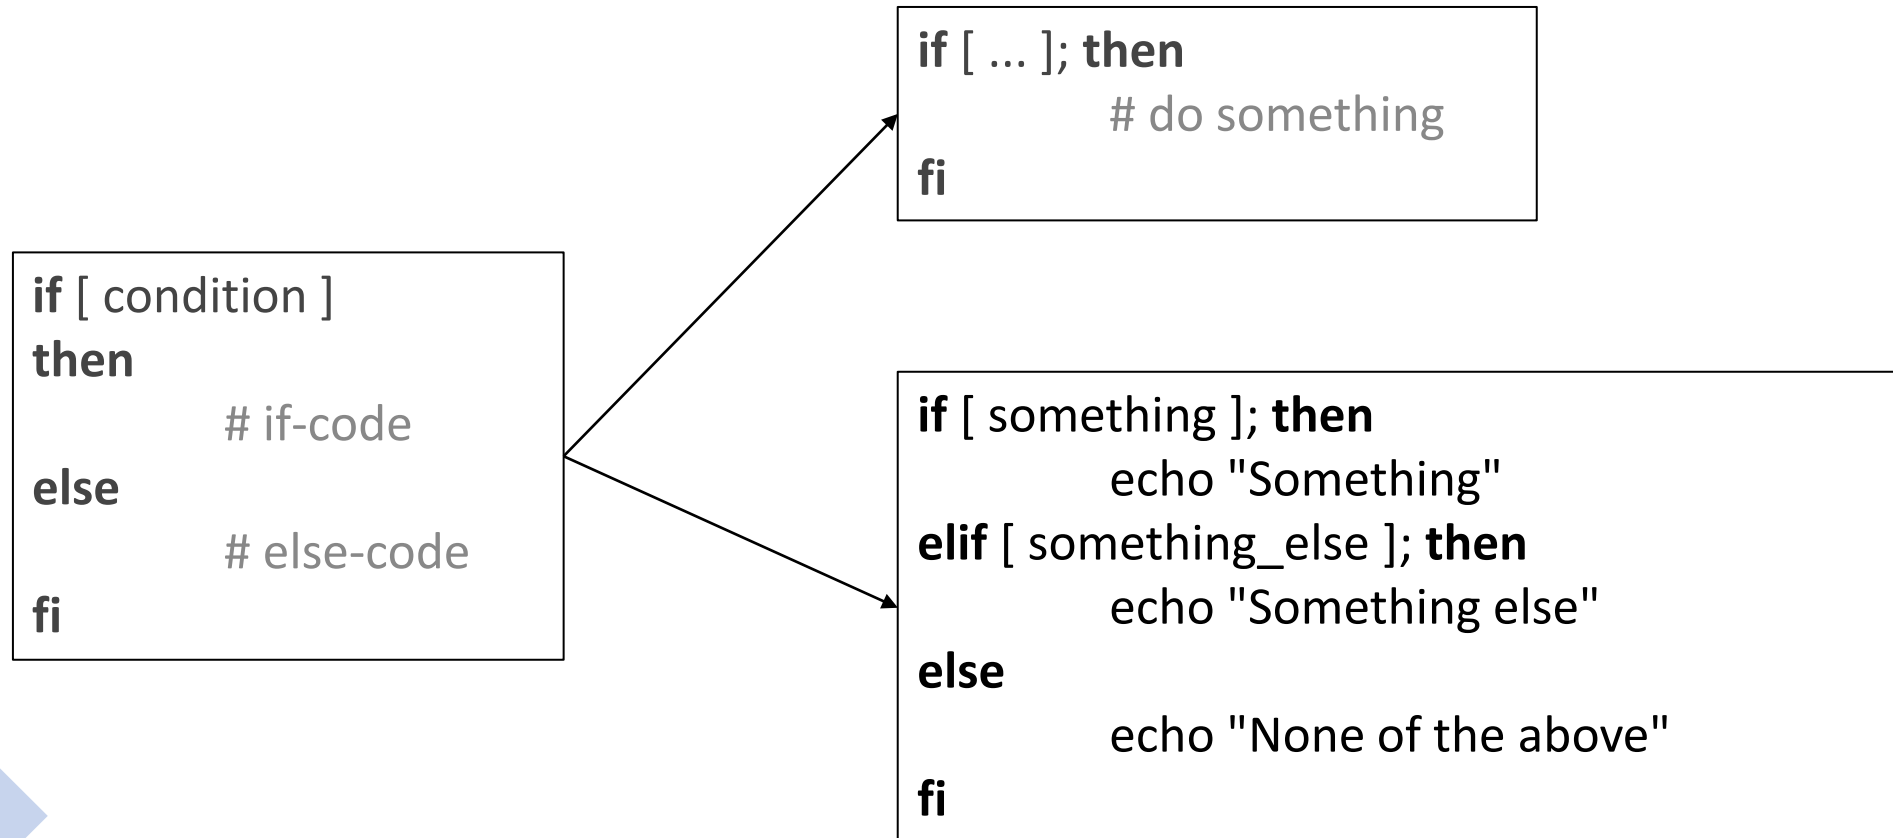 if [ condition ]
then
# if-code
else
# else-code
fi
if [ ... ]; then
# do something
fi
if [ something ]; then
echo "Something"
elif [ something_else ]; then
echo "Something else"
else
echo "None of the above"
fi